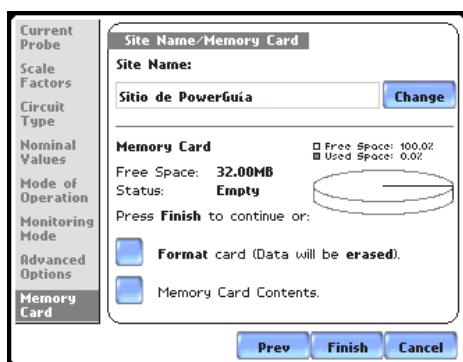 Current
Probe
Scale
Factors
Circuit
Type
Nominal
Values
Mode of
Operation
Monitoring
Mode
Advanced
Options
Memory
Card
Site Name/Memory Card
Site Name:
Sitio de PowerGuía
Change
Memory Card
Free Space: 100.0%
Used Space: 0.0%
Free Space: 32.00MB
Status: Empty
Press Finish to continue or:
Format card (Data will be erased).
Memory Card Contents.
Prev Finish Cancel